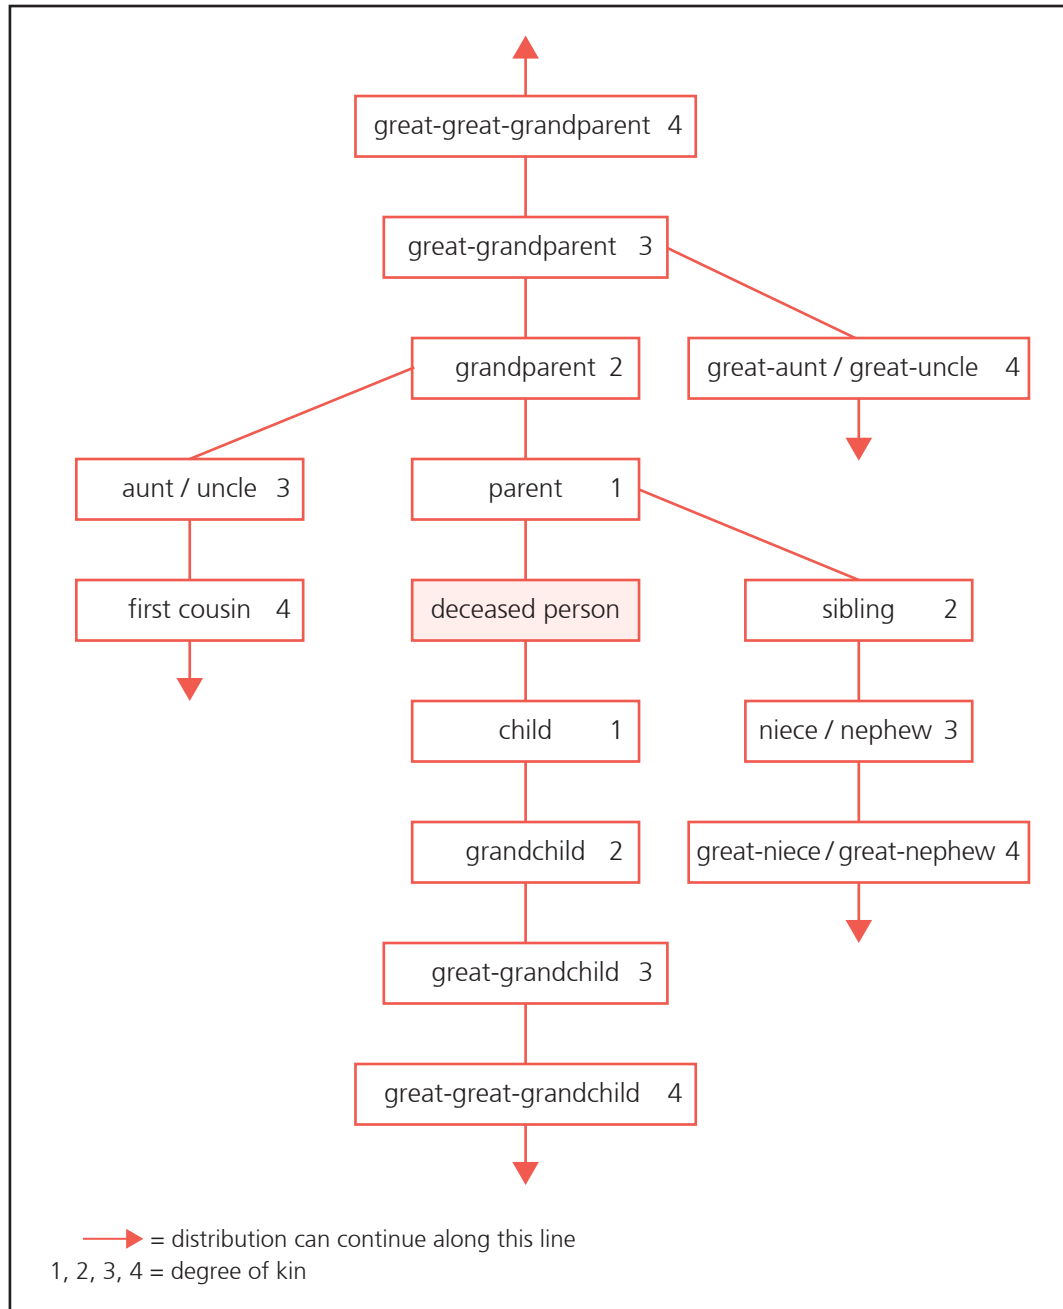 great-great-grandparent 4
great-grandparent 3
grandparent 2
great-aunt / great-uncle 4
aunt / uncle 3
parent 1
first cousin 4
deceased person
sibling 2
child 1
niece / nephew 3
grandchild 2
great-niece / great-nephew 4
great-grandchild 3
great-great-grandchild 4
= distribution can continue along this line
1, 2, 3, 4 = degree of kin